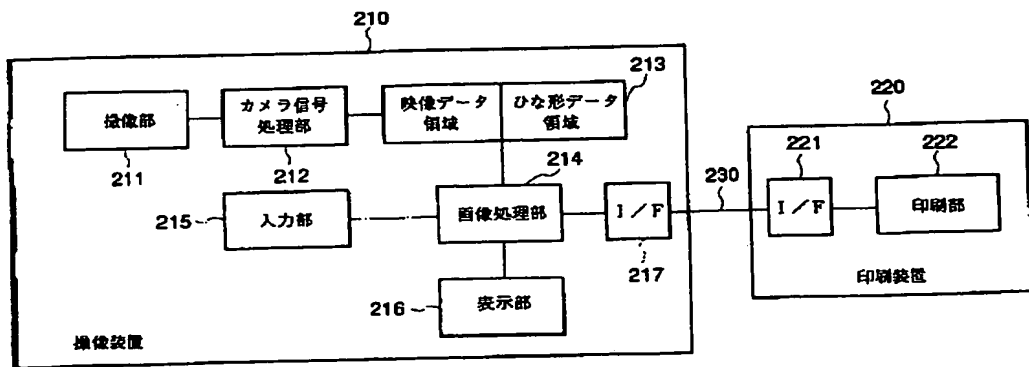 210
213
撮像部
カメラ信号
処理部
映像データ
領域
ひな形データ
領域
220
211
212
214
221
222
230
215
入力部
画像処理部
I/F
I/F
印刷部
217
216
表示部
印刷装置
撮像装置